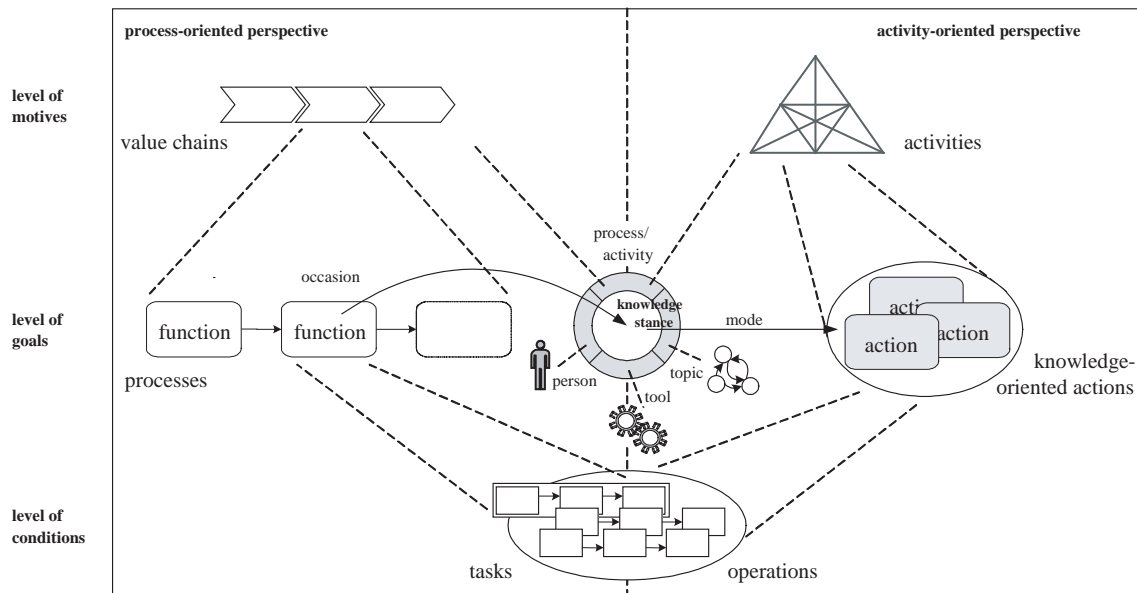 process-oriented perspective
activity-oriented perspective
level of
motives
value chains
activities
process/
activity
occasion
knowledge
stance
mode
level of
goals
function
function
action
action
processes
person
tool
topic
knowledge-
oriented actions
level of
conditions
tasks
operations